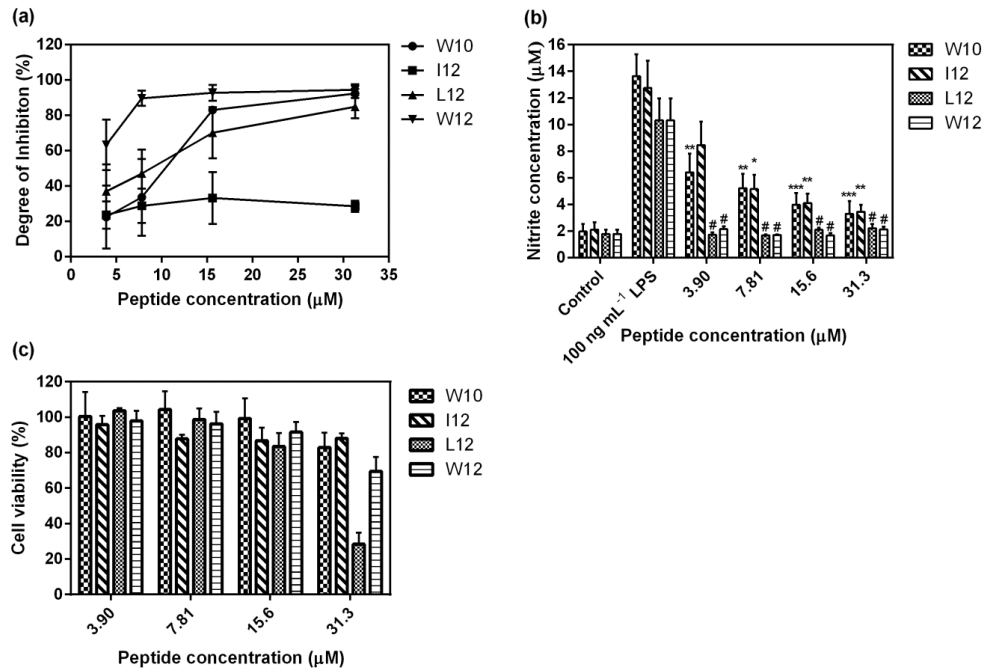 (a)
Degree of Inhibiton (%)
120
100
80
60
40
20
0
0 5 10 15 20 25 30 35
Peptide concentration (μM)
W10
I12
L12
W12
(b)
Nitrite concentration (μM)
16
14
12
10
8
6
4
2
0
** ** * *** ** *** **
# # # # # # # #
Control
100 ng mL⁻¹ LPS
3.90
7.81
15.6
31.3
Peptide concentration (μM)
W10
I12
L12
W12
(c)
Cell viability (%)
120
100
80
60
40
20
0
3.90
7.81
15.6
31.3
Peptide concentration (μM)
W10
I12
L12
W12